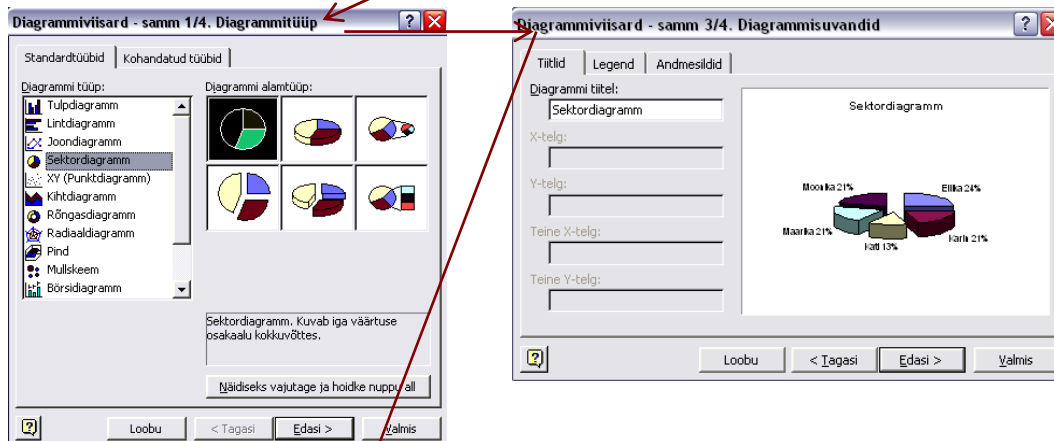 Diagrammiviisard - samm 1/4. Diagrammitüüp
Standardtüübid
Kohandatud tüübid
Diagrammi tüüp:
Tulpdiagramm
Lintdiagramm
Joondiagramm
Sektordiagramm
XY (Punktdiagramm)
Kihtdiagramm
Rõngasdiagramm
Radiaaldiagramm
Pind
Mullskeem
Börsidiagramm
Diagrammi alamtüüp:
Sektordiagramm. Kuvab iga väärtuse
osakaalu kokkuvõttes.
Näidiseks vajutage ja hoidke nuppu all
Loobu
< Tagasi
Edasi >
Valmis
Diagrammiviisard - samm 3/4. Diagrammisuvandid
Tiitlid
Legend
Andmesildid
Diagrammi tiitel:
Sektordiagramm
X-telg:
Y-telg:
Teine X-telg:
Teine Y-telg:
Sektordiagramm
Moonika 21%
Eliika 24%
Maarika 21%
Kati 13%
Karin 21%
Loobu
< Tagasi
Edasi >
Valmis